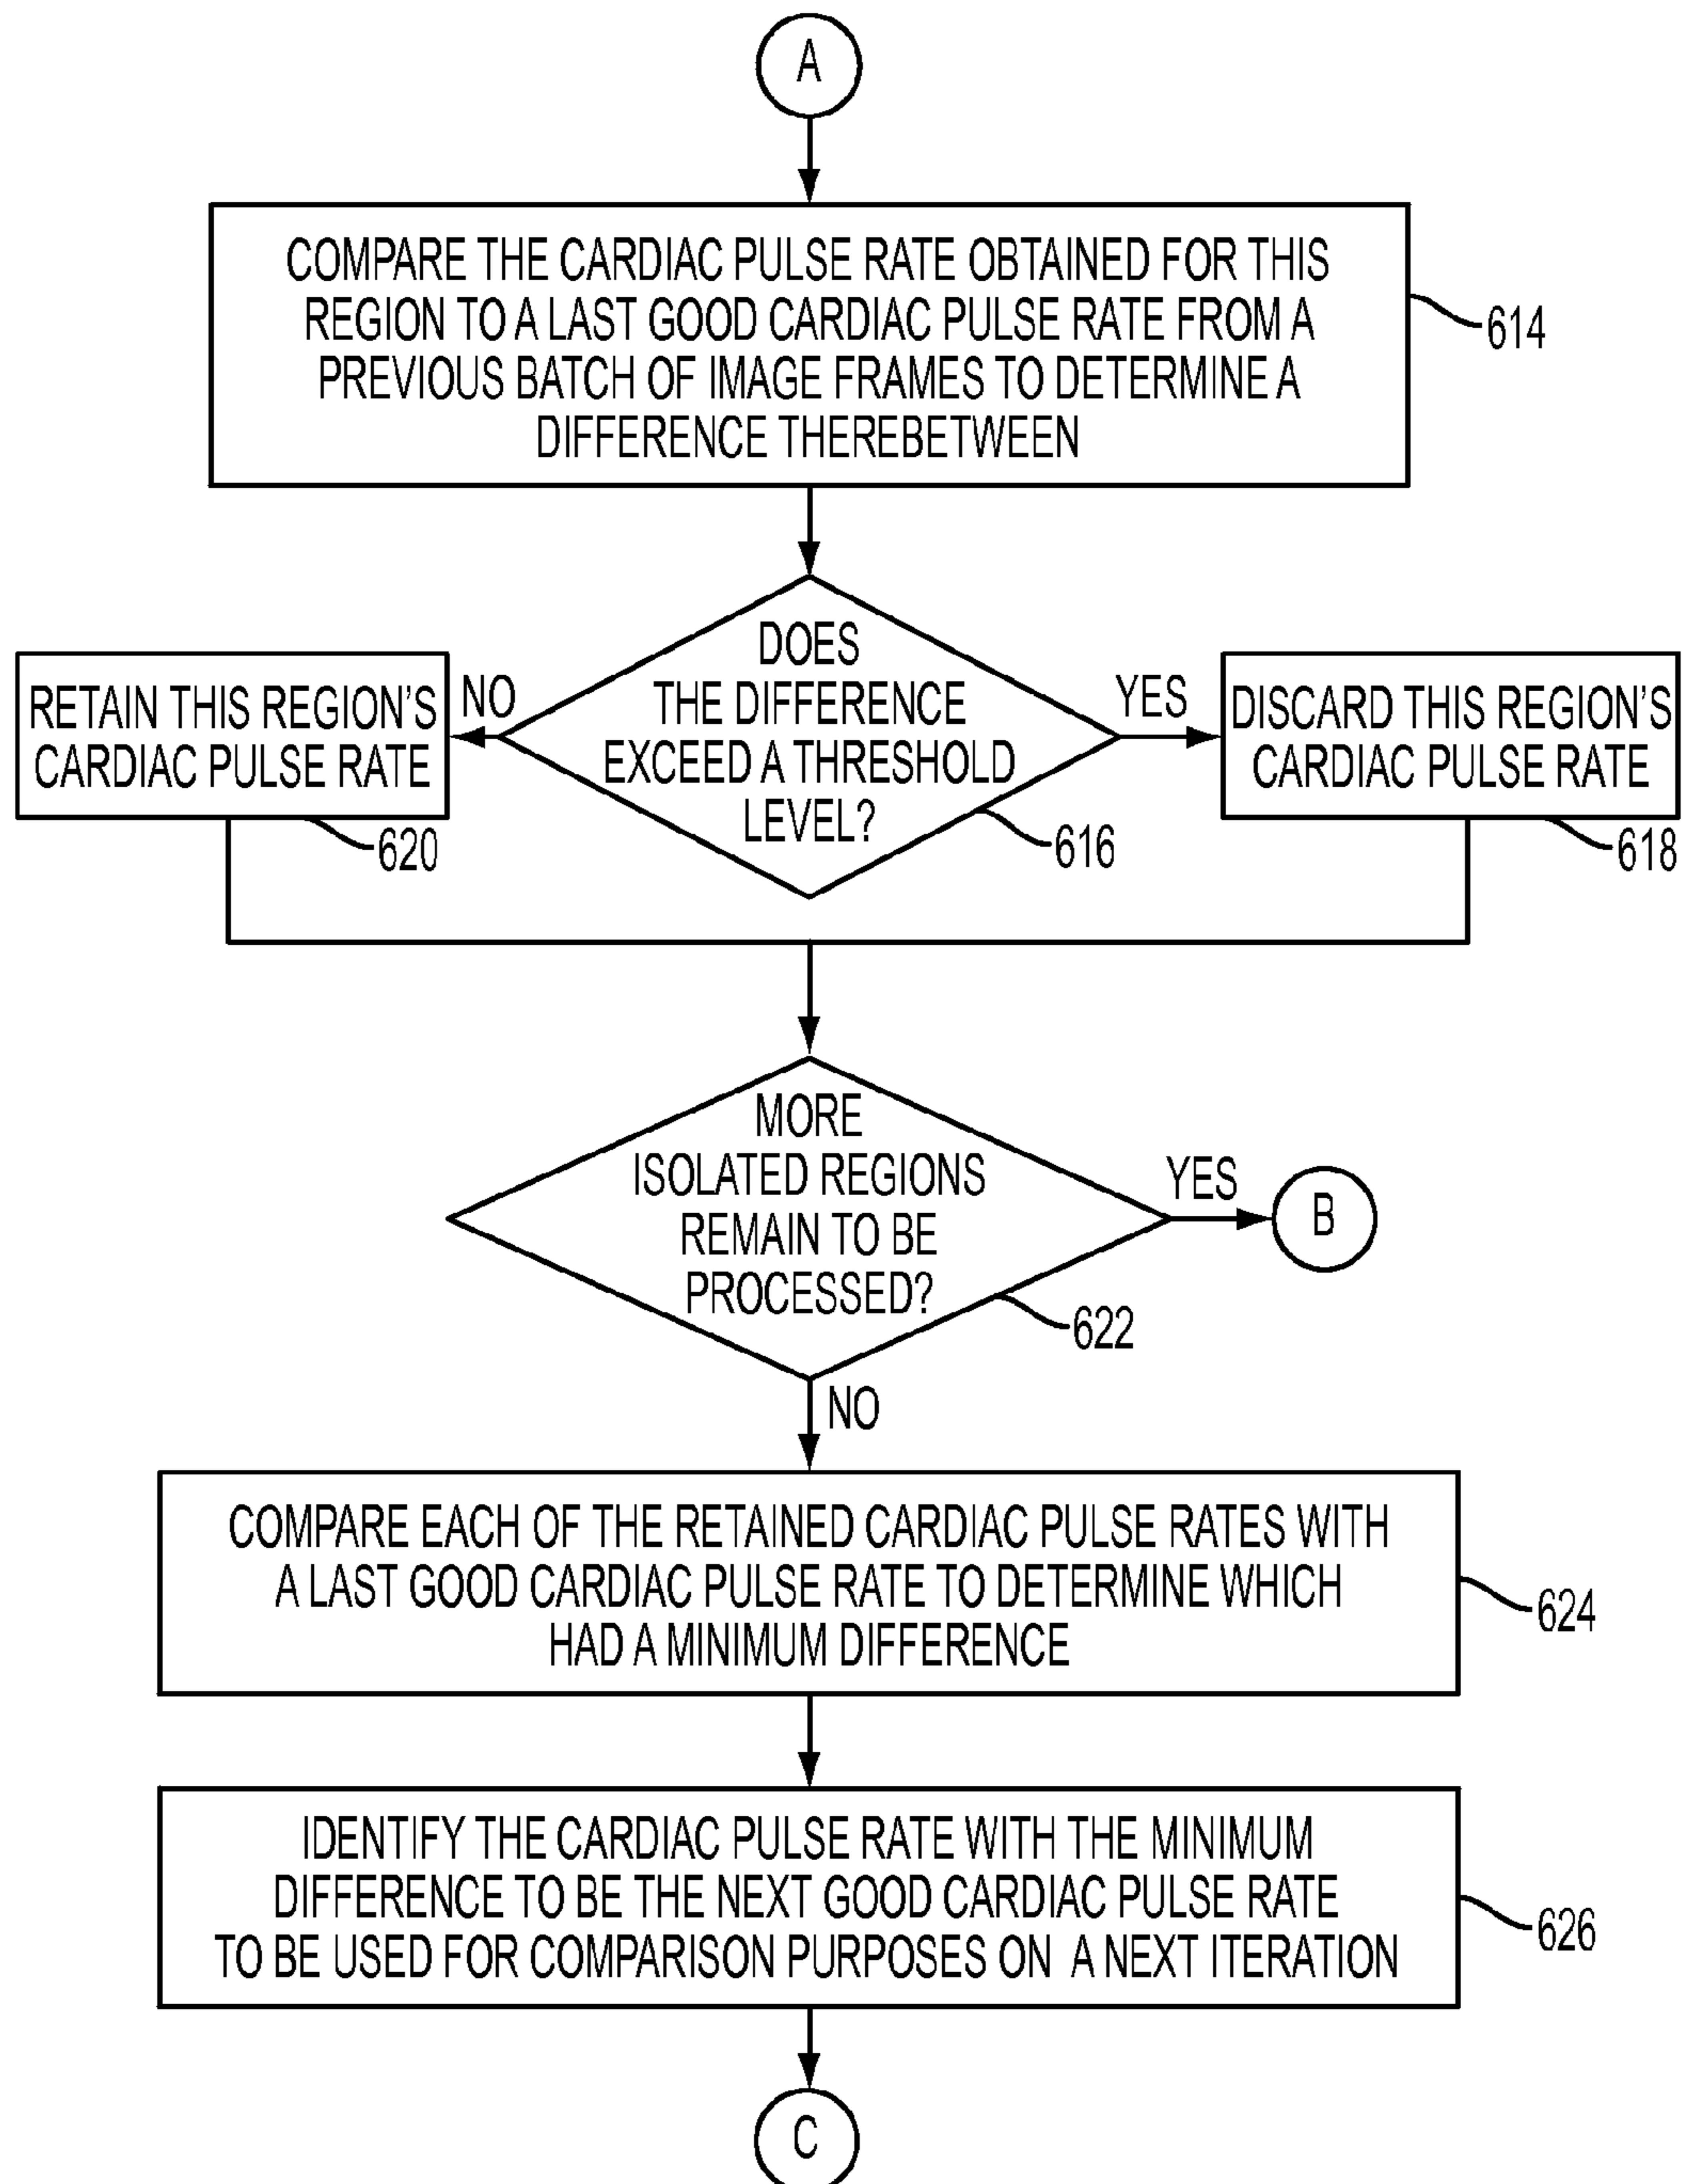 A
COMPARE THE CARDIAC PULSE RATE OBTAINED FOR THIS
REGION TO A LAST GOOD CARDIAC PULSE RATE FROM A
PREVIOUS BATCH OF IMAGE FRAMES TO DETERMINE A
DIFFERENCE THEREBETWEEN
614
DOES
THE DIFFERENCE
EXCEED A THRESHOLD
LEVEL?
616
NO
RETAIN THIS REGION'S
CARDIAC PULSE RATE
620
YES
DISCARD THIS REGION'S
CARDIAC PULSE RATE
618
MORE
ISOLATED REGIONS
REMAIN TO BE
PROCESSED?
622
YES
B
NO
COMPARE EACH OF THE RETAINED CARDIAC PULSE RATES WITH
A LAST GOOD CARDIAC PULSE RATE TO DETERMINE WHICH
HAD A MINIMUM DIFFERENCE
624
IDENTIFY THE CARDIAC PULSE RATE WITH THE MINIMUM
DIFFERENCE TO BE THE NEXT GOOD CARDIAC PULSE RATE
TO BE USED FOR COMPARISON PURPOSES ON A NEXT ITERATION
626
C